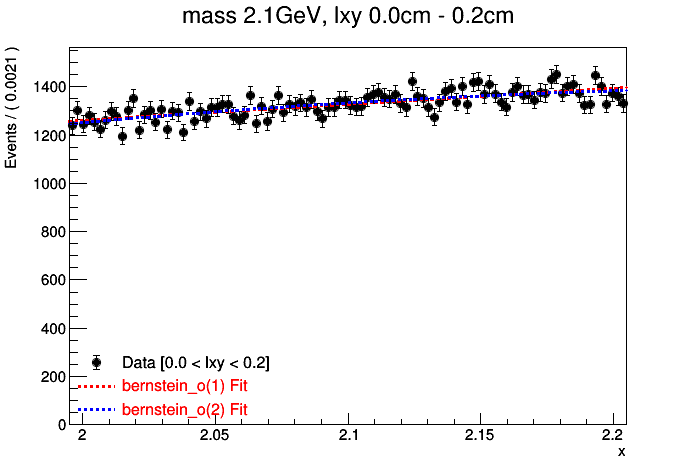 mass 2.1GeV, lxy 0.0cm - 0.2cm
Events / ( 0.0021 )
1400
1200
1000
800
600
400
200
0
Data [0.0 < lxy < 0.2]
bernstein_o(1) Fit
bernstein_o(2) Fit
2 2.05 2.1 2.15 2.2
x